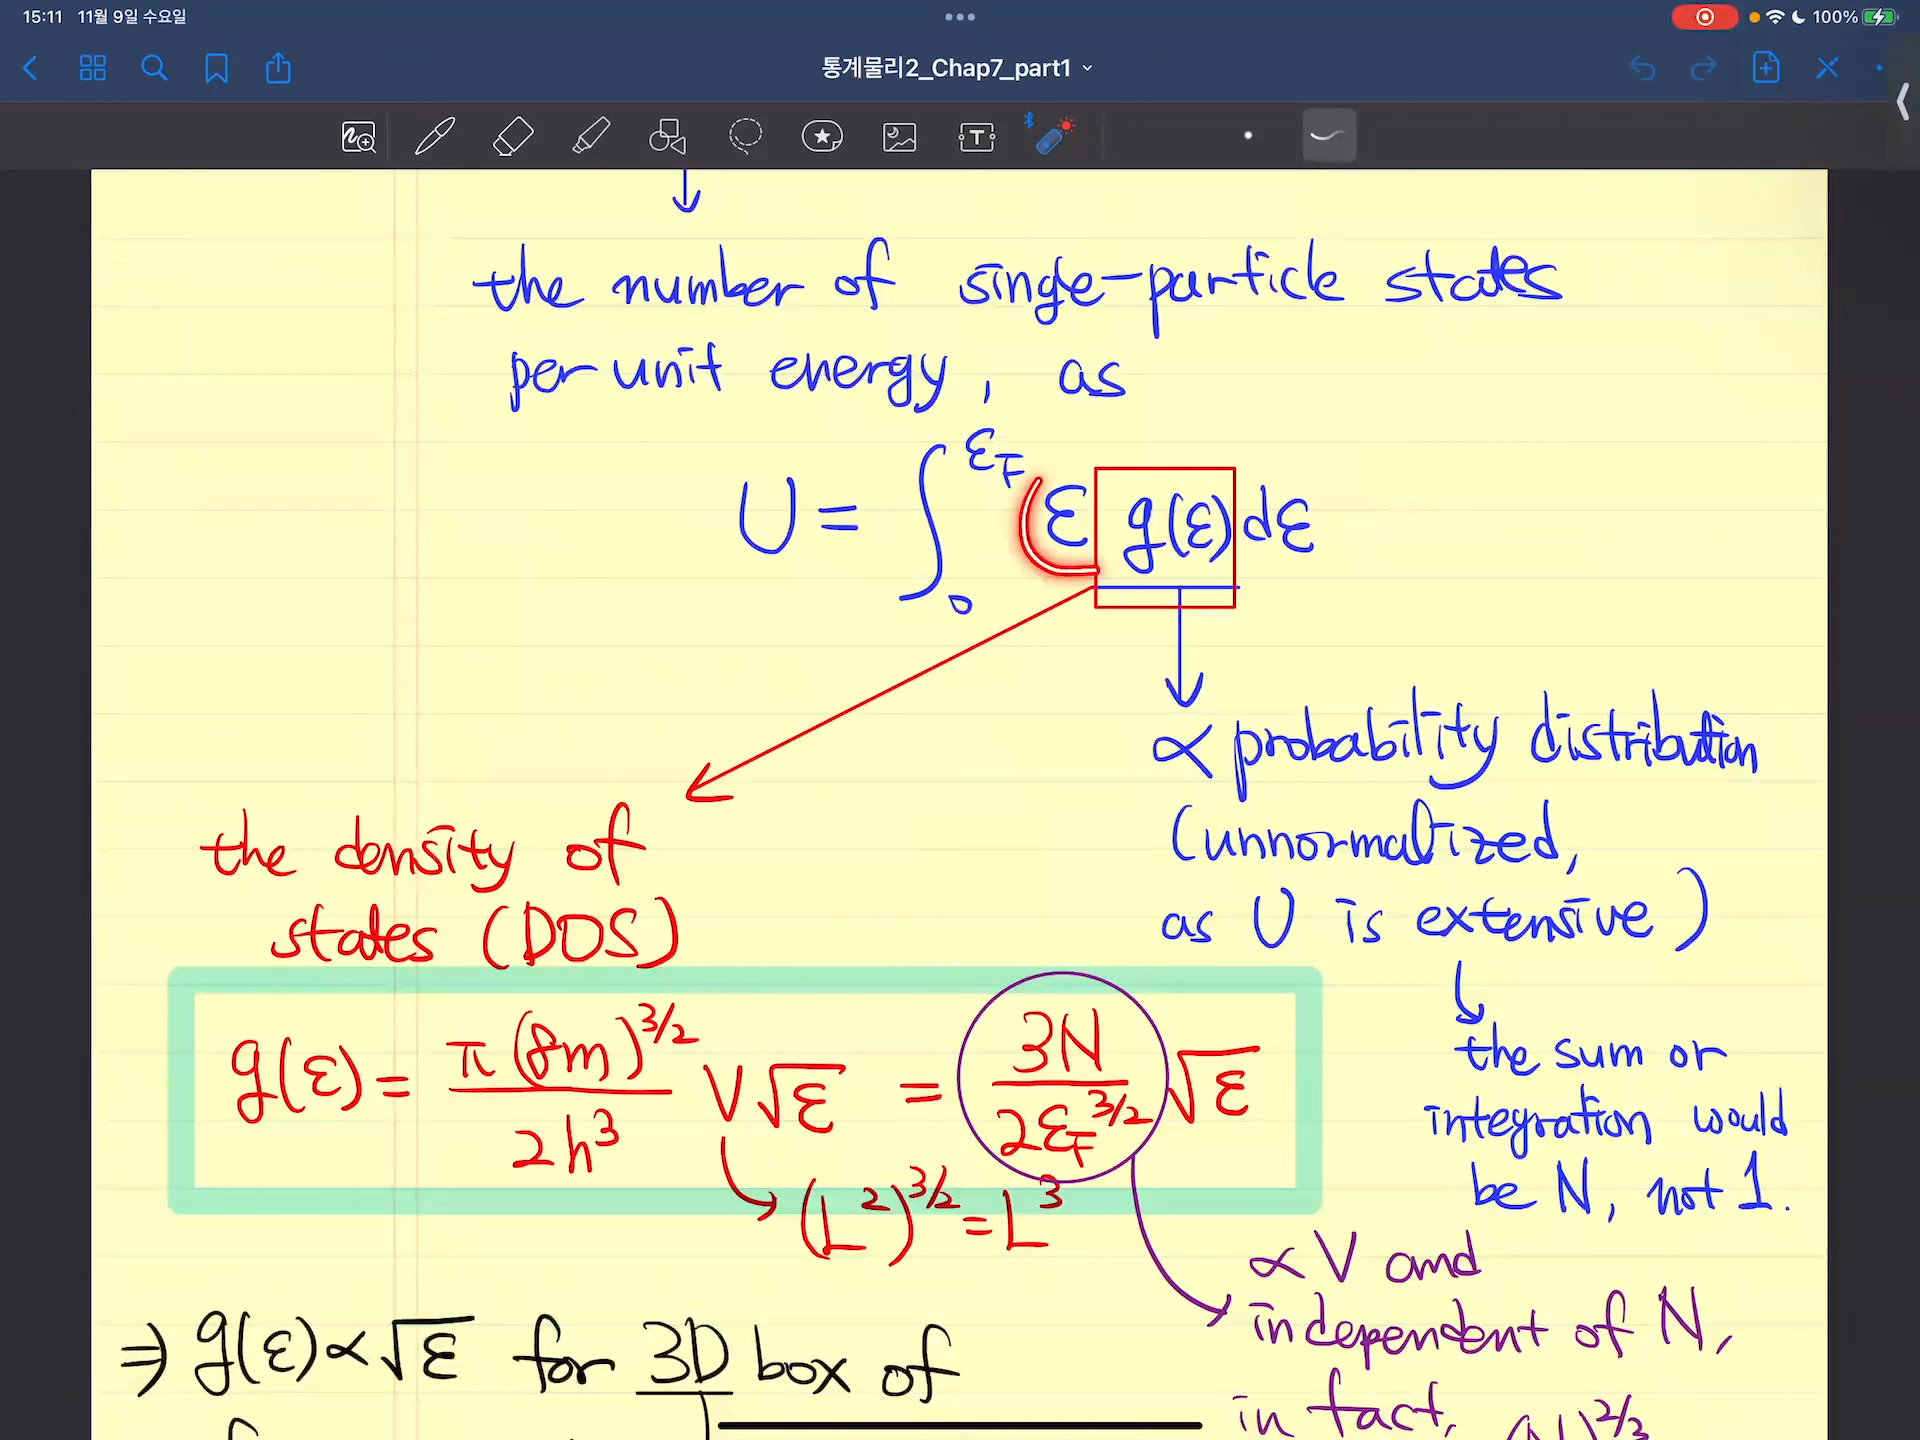 15:11 11월 9일 수요일
100%
통계물리2_Chap7_part1
the number of single-particle states
per unit energy, as
U = ∫₀^{ε_F} ε g(ε) dε
∝ probability distribution
(unnormalized,
as U is extensive)
the sum or
integration would
be N, not 1.
the density of
states (DOS)
g(ε) = π(8m)^{3/2} / 2h³ V√ε = 3N / 2ε_F^{3/2} √ε
(L²)^{3/2} = L³
∝ V and
independent of N,
in fact,
⇒ g(ε) ∝ √ε for 3D box of